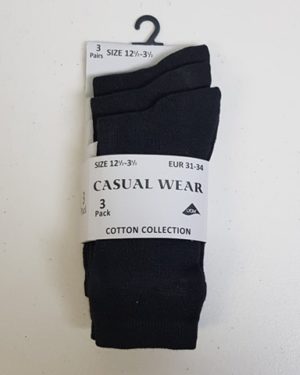 3
Pairs
SIZE 12½-3½
SIZE 12½-3½ EUR 31-34
CASUAL WEAR
3
Pack
COTTON COLLECTION